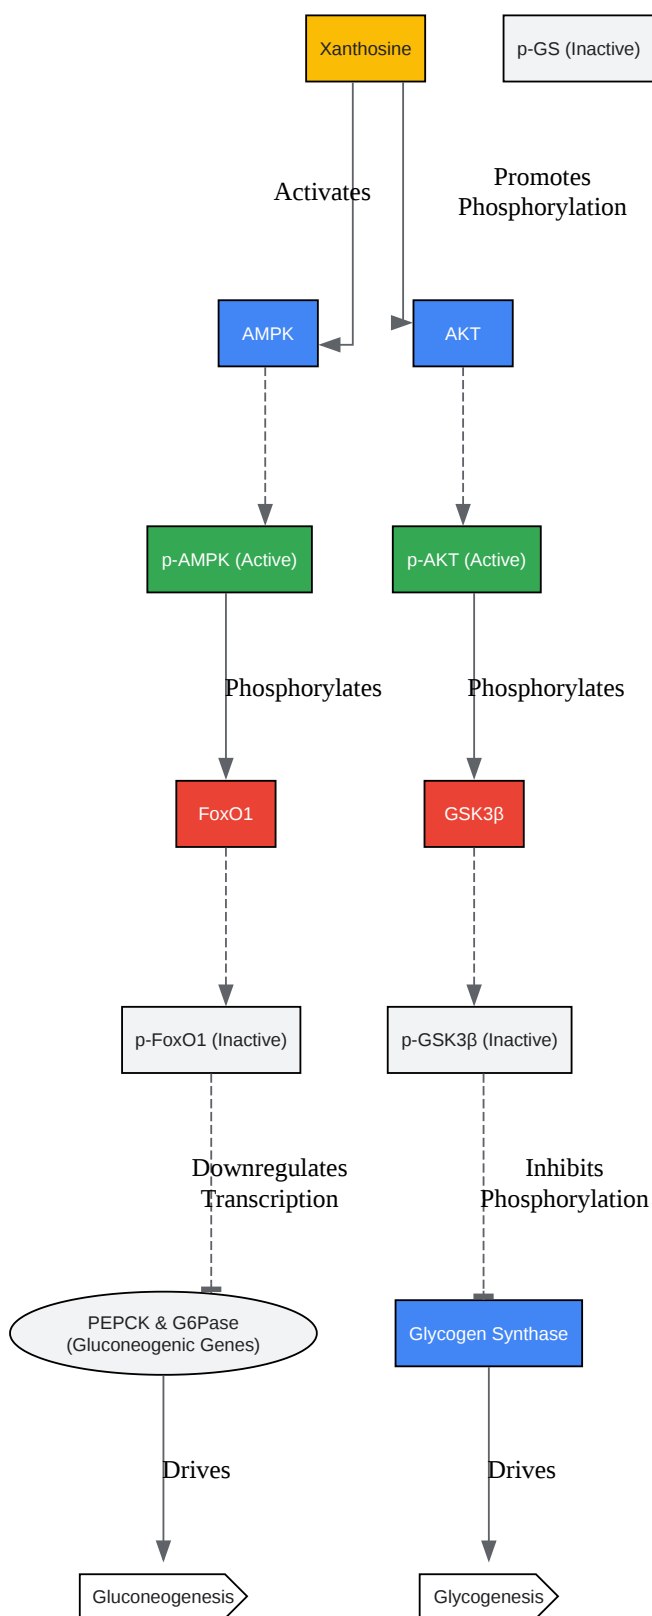 Xanthosine
p-GS (Inactive)
Activates
Promotes
Phosphorylation
AMPK
AKT
p-AMPK (Active)
p-AKT (Active)
Phosphorylates
Phosphorylates
FoxO1
GSK3β
p-FoxO1 (Inactive)
p-GSK3β (Inactive)
Downregulates
Transcription
Inhibits
Phosphorylation
PEPCK & G6Pase
(Gluconeogenic Genes)
Glycogen Synthase
Drives
Drives
Gluconeogenesis
Glycogenesis